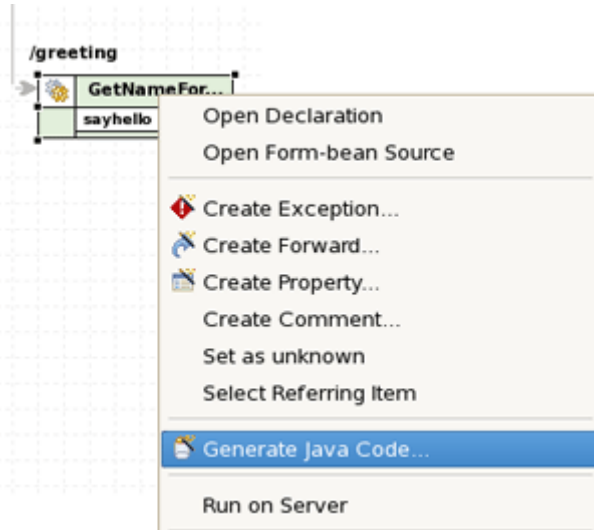 /greeting
GetNameFor...
sayhello
Open Declaration
Open Form-bean Source
Create Exception...
Create Forward...
Create Property...
Create Comment...
Set as unknown
Select Referring Item
Generate Java Code...
Run on Server